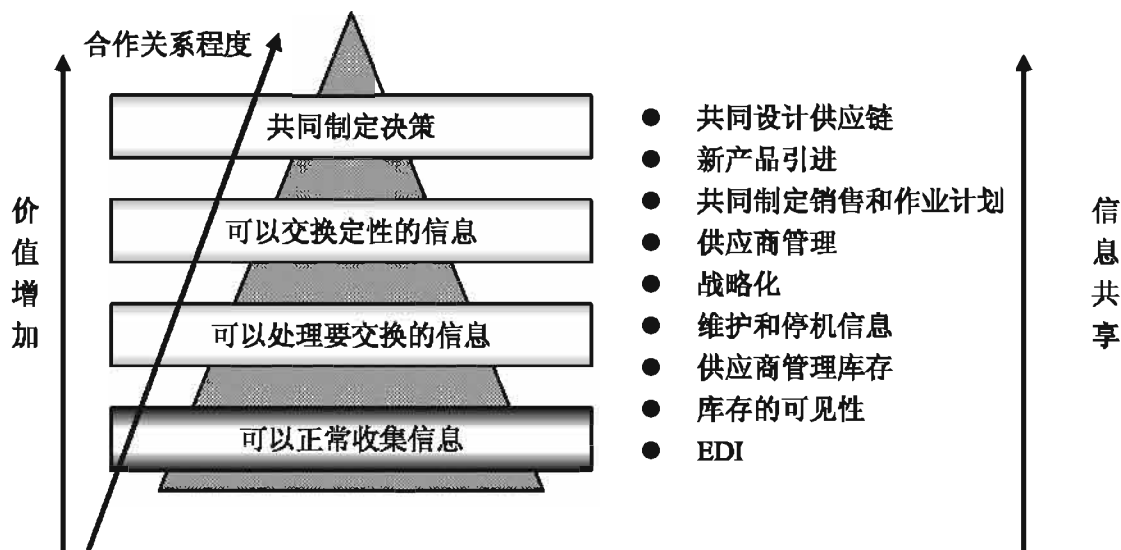 合作关系程度
价值增加
共同制定决策
可以交换定性的信息
可以处理要交换的信息
可以正常收集信息
● 共同设计供应链
● 新产品引进
● 共同制定销售和作业计划
● 供应商管理
● 战略化
● 维护和停机信息
● 供应商管理库存
● 库存的可见性
● EDI
信息共享